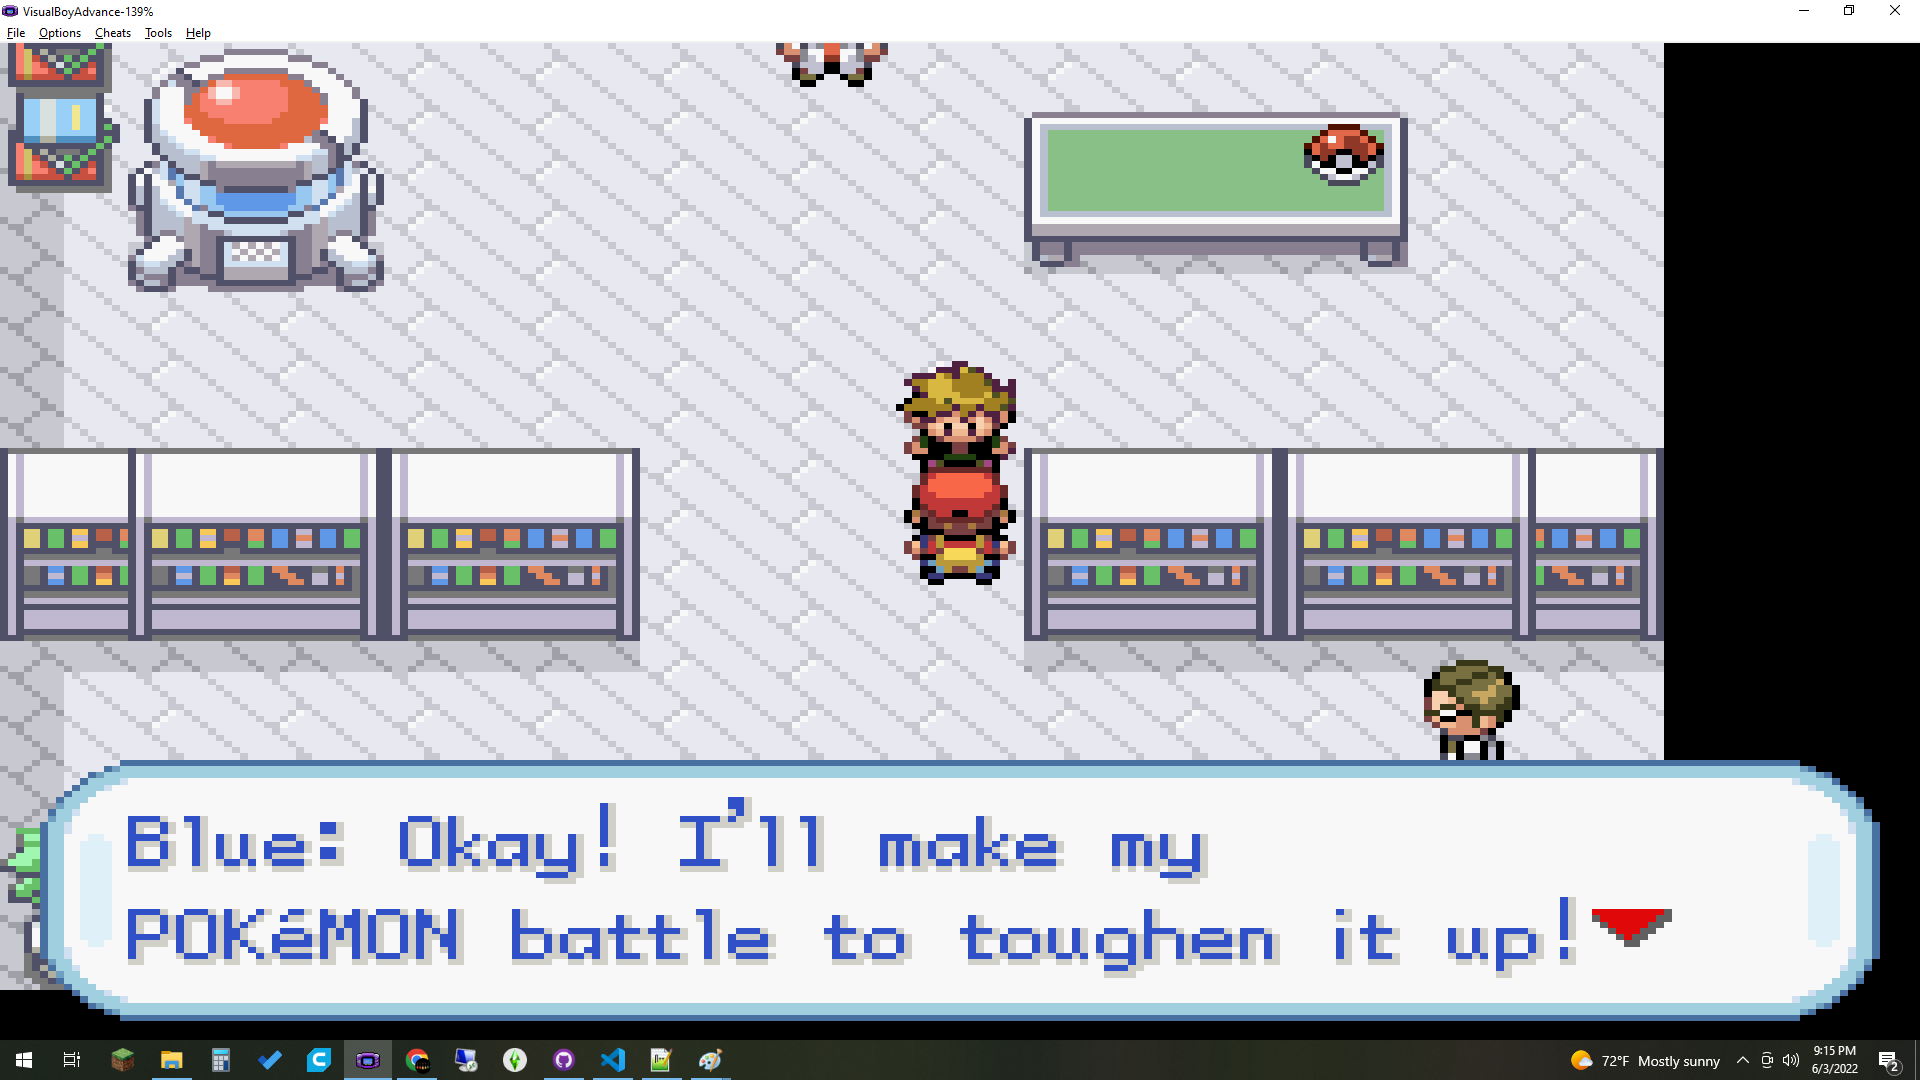 VisualBoyAdvance-139%
File Options Cheats Tools Help
Blue: Okay! I'll make my
POKéMON battle to toughen it up!
72°F Mostly sunny
9:15 PM
6/3/2022
2